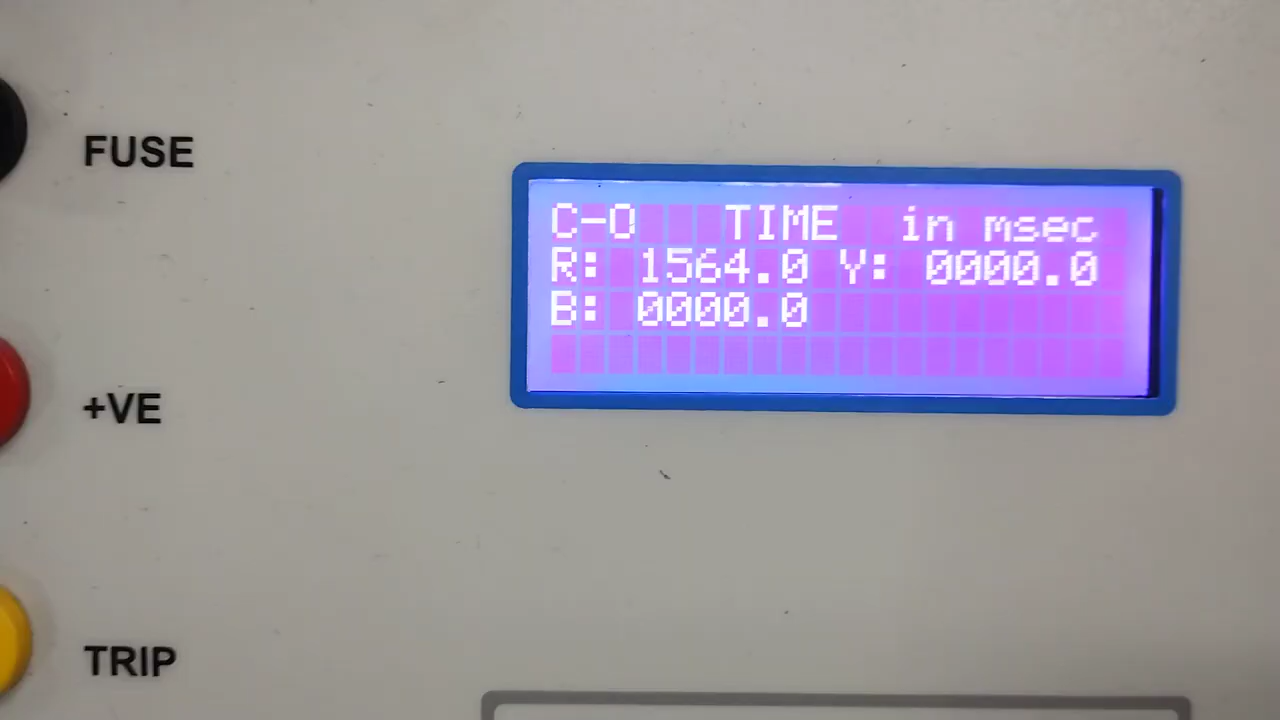 FUSE
C-O TIME in msec
R: 1564.0 Y: 0000.0
B: 0000.0
+VE
TRIP